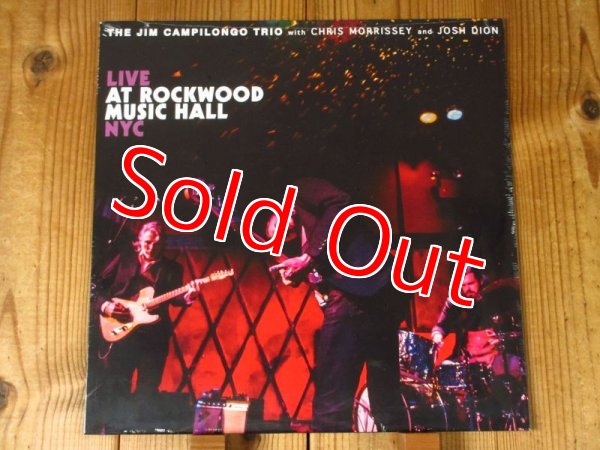 THE JIM CAMPILONGO TRIO with CHRIS MORRISSEY and JOSH DION
LIVE
AT ROCKWOOD
MUSIC HALL
NYC
Sold Out